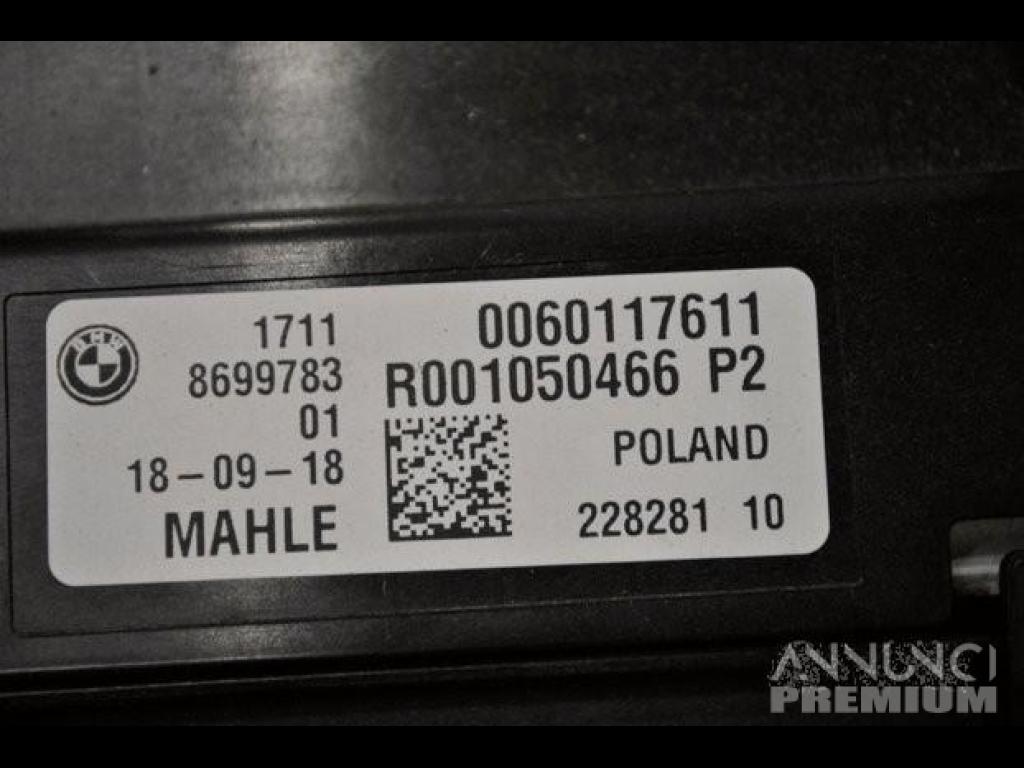 BMW
1711
8699783
01
18-09-18
MAHLE
0060117611
R001050466 P2
POLAND
228281 10
ANNUNCI
PREMIUM